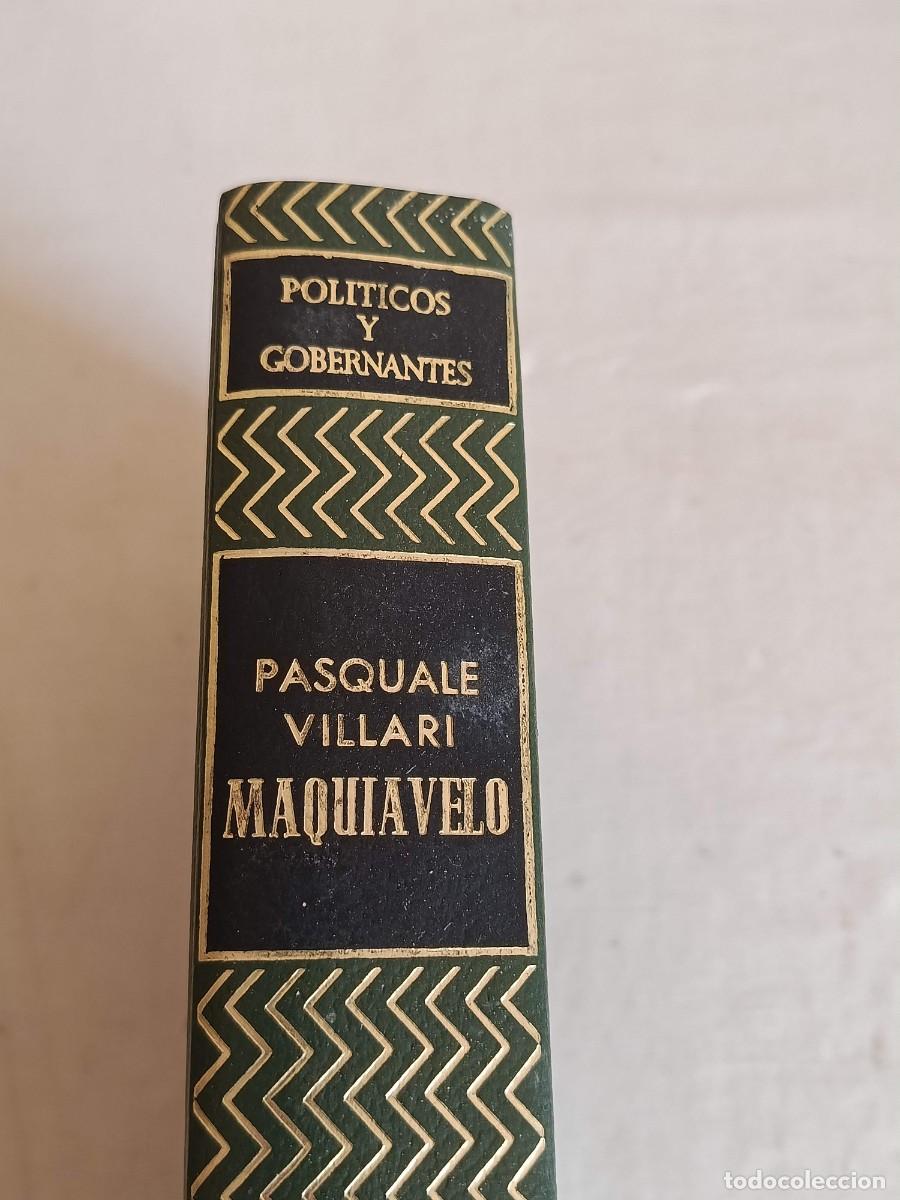 POLITICOS
Y
GOBERNANTES
PASQUALE
VILLARI
MAQUIAVELO
todocoleccion